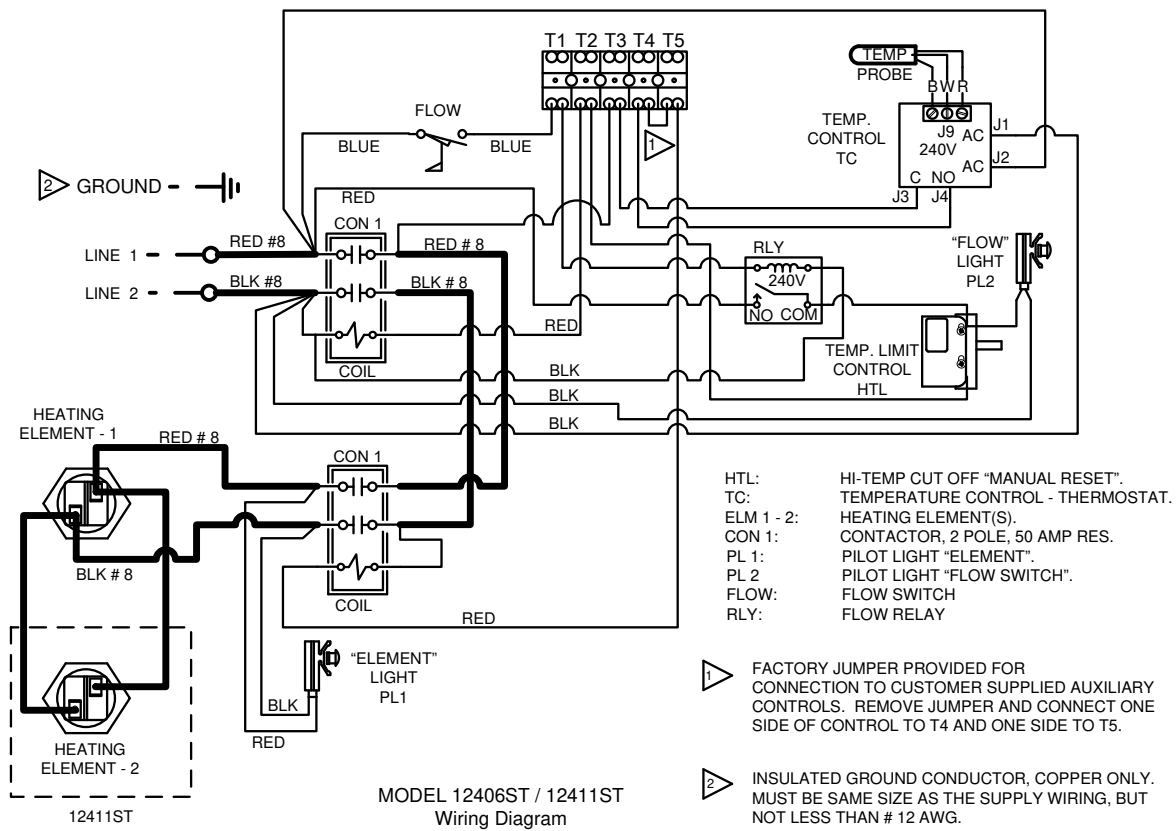 T1 T2 T3 T4 T5
TEMP
PROBE
B W R
FLOW
BLUE
BLUE
1
TEMP.
CONTROL
TC
J9
240V
AC
AC
J1
J2
C NO
J3
J4
2 GROUND
RED
CON 1
RED #8
RED # 8
LINE 1
BLK #8
BLK # 8
LINE 2
RED
COIL
RLY
240V
NO COM
"FLOW"
LIGHT
PL2
TEMP. LIMIT
CONTROL
HTL
BLK
BLK
BLK
HEATING
ELEMENT - 1
RED # 8
CON 1
BLK # 8
COIL
RED
"ELEMENT"
LIGHT
PL1
BLK
RED
HEATING
ELEMENT - 2
12411ST
HTL: HI-TEMP CUT OFF "MANUAL RESET".
TC: TEMPERATURE CONTROL - THERMOSTAT.
ELM 1 - 2: HEATING ELEMENT(S).
CON 1: CONTACTOR, 2 POLE, 50 AMP RES.
PL 1: PILOT LIGHT "ELEMENT".
PL 2 PILOT LIGHT "FLOW SWITCH".
FLOW: FLOW SWITCH
RLY: FLOW RELAY
1 FACTORY JUMPER PROVIDED FOR
CONNECTION TO CUSTOMER SUPPLIED AUXILIARY
CONTROLS. REMOVE JUMPER AND CONNECT ONE
SIDE OF CONTROL TO T4 AND ONE SIDE TO T5.
2 INSULATED GROUND CONDUCTOR, COPPER ONLY.
MUST BE SAME SIZE AS THE SUPPLY WIRING, BUT
NOT LESS THAN # 12 AWG.
MODEL 12406ST / 12411ST
Wiring Diagram